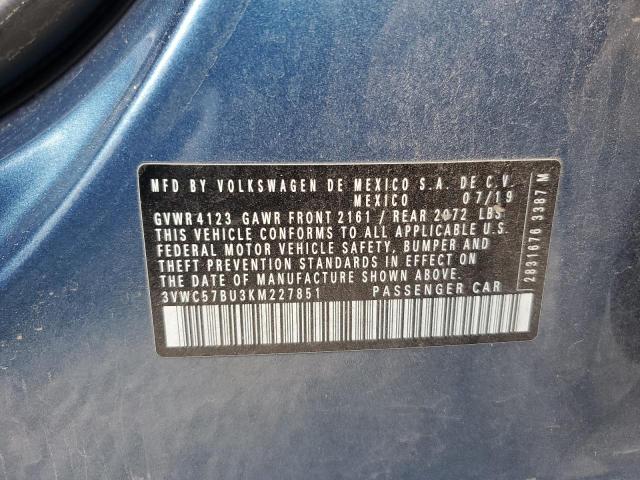 MFD BY VOLKSWAGEN DE MEXICO S.A. DE C.V.
MEXICO 07/19
GVWR 4123 GAWR FRONT 2161 / REAR 2072 LBS
THIS VEHICLE CONFORMS TO ALL APPLICABLE U.S.
FEDERAL MOTOR VEHICLE SAFETY, BUMPER AND
THEFT PREVENTION STANDARDS IN EFFECT ON
THE DATE OF MANUFACTURE SHOWN ABOVE.
3VWC57BU3KM227851 PASSENGER CAR
2831676 3387 M